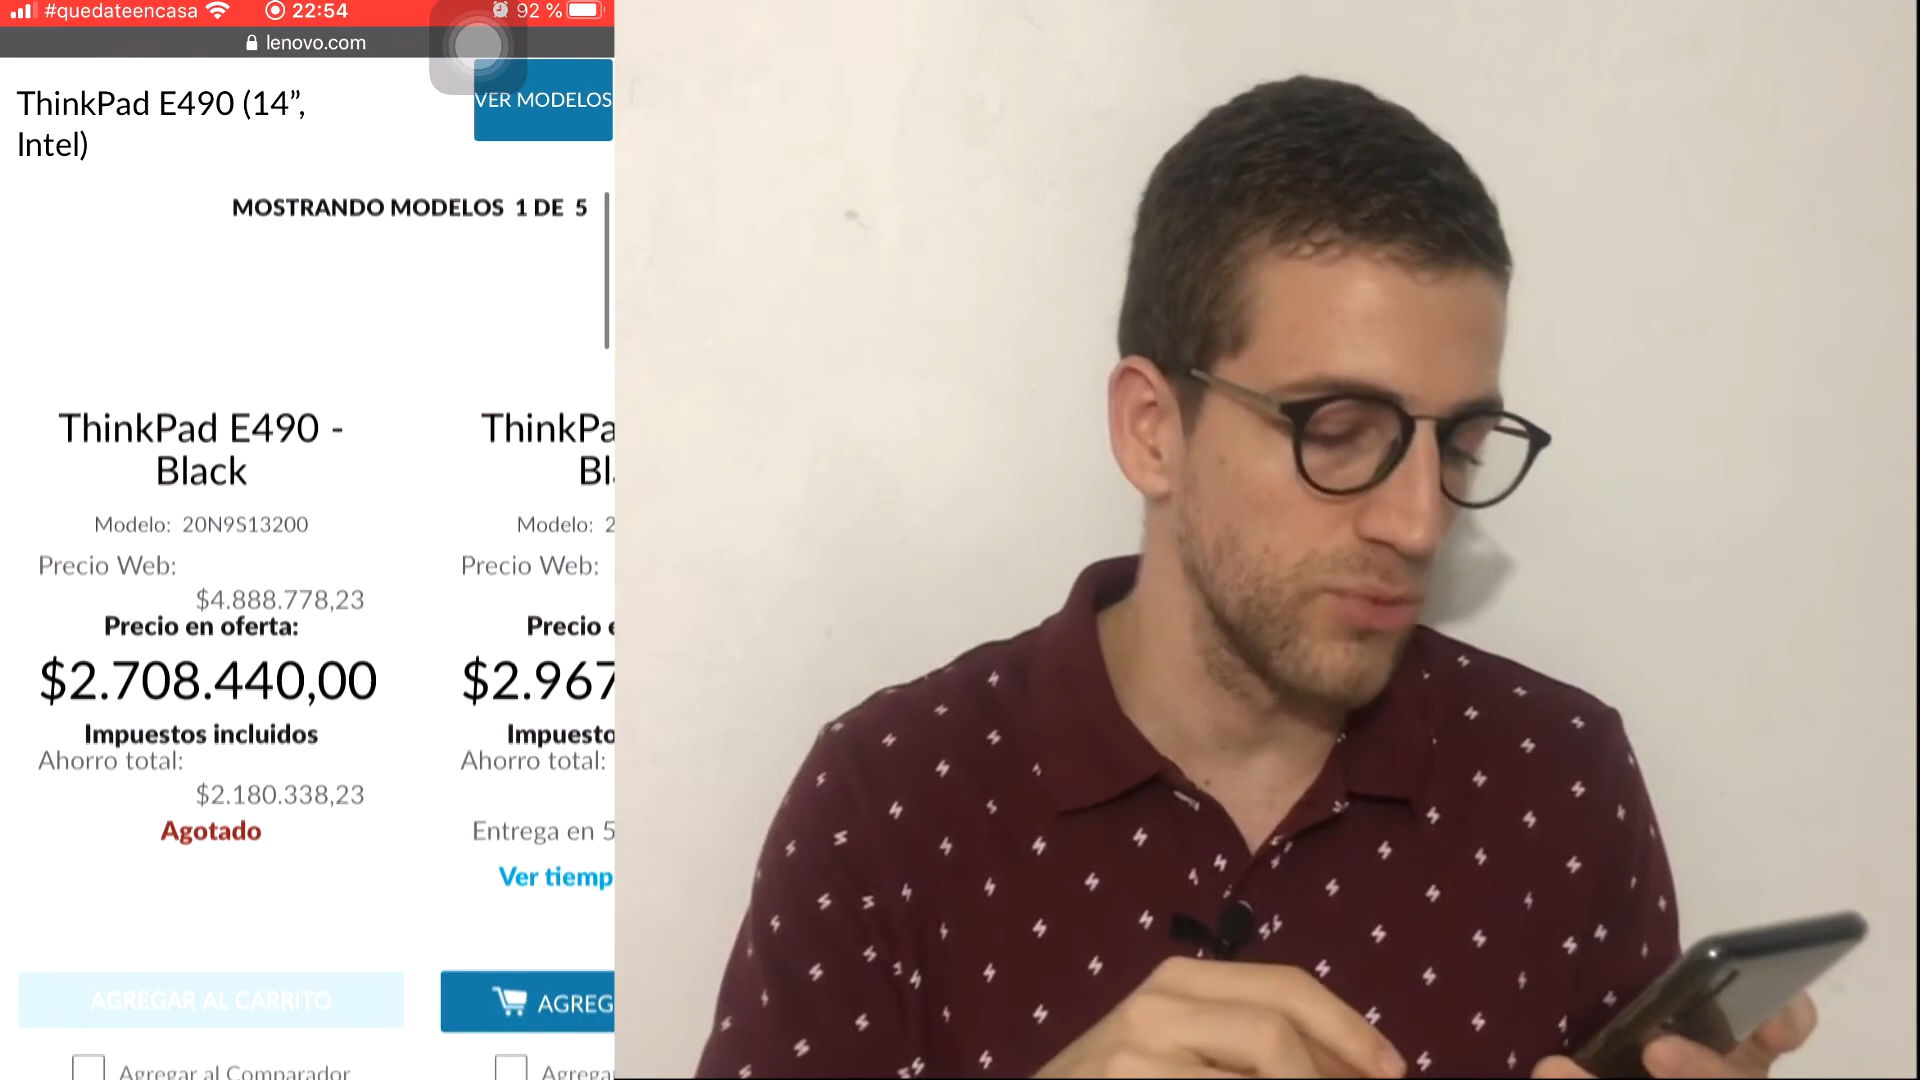 #quedateencasa 22:54 92 %
lenovo.com
ThinkPad E490 (14”,
Intel)
VER MODELOS
MOSTRANDO MODELOS 1 DE 5
ThinkPad E490 -
Black
Modelo: 20N9S13200
Precio Web:
$4.888.778,23
Precio en oferta:
$2.708.440,00
Impuestos incluidos
Ahorro total:
$2.180.338,23
Agotado
AGREGAR AL CARRITO
Agregar al Comparador
ThinkPa
Bl
Modelo: 2
Precio Web:
Precio e
$2.967
Impuesto
Ahorro total:
Entrega en 5
Ver tiemp
AGREG
Agrega